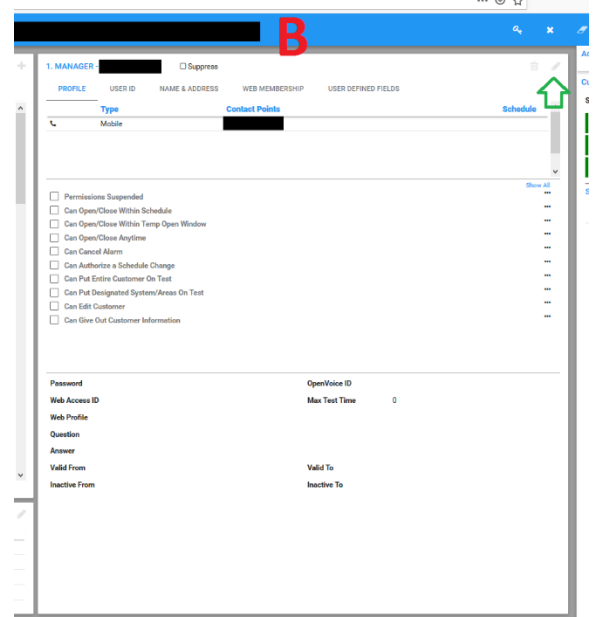 B
1. MANAGER - Suppress
PROFILE USER ID NAME & ADDRESS WEB MEMBERSHIP USER DEFINED FIELDS
Type Contact Points Schedule
Mobile
Show All
Permissions Suspended
Can Open/Close Within Schedule
Can Open/Close Within Temp Open Window
Can Open/Close Anytime
Can Cancel Alarm
Can Authorize a Schedule Change
Can Put Entire Customer On Test
Can Put Designated System/Areas On Test
Can Edit Customer
Can Give Out Customer Information
Password OpenVoice ID
Web Access ID Max Test Time 0
Web Profile
Question
Answer
Valid From Valid To
Inactive From Inactive To